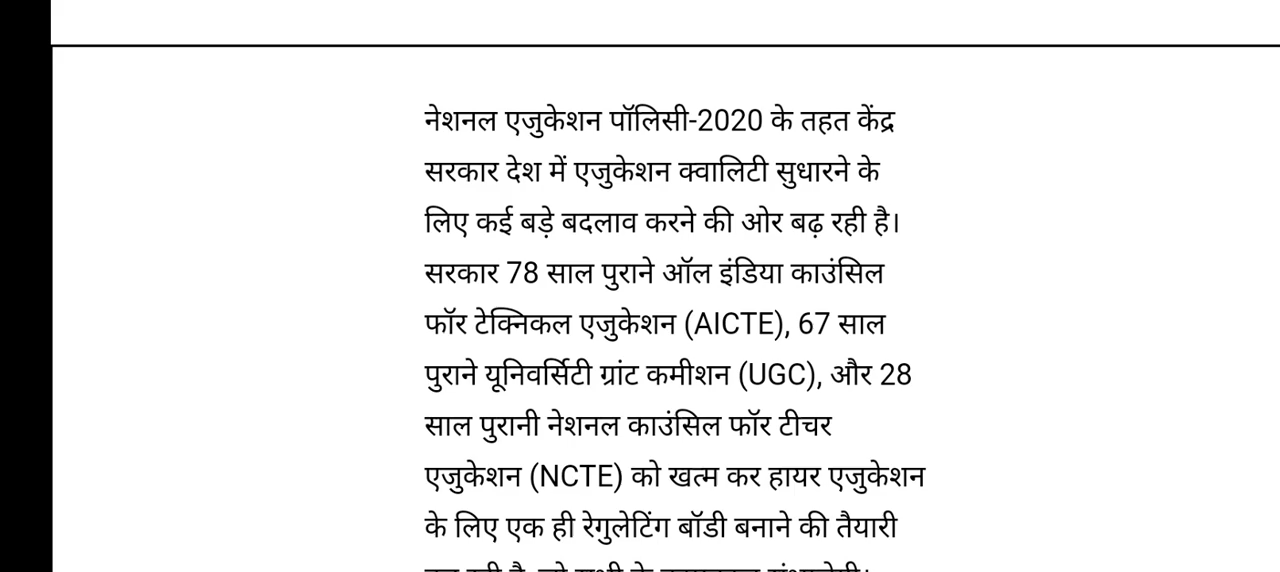 नेशनल एजुकेशन पॉलिसी-2020 के तहत केंद्र
सरकार देश में एजुकेशन क्वालिटी सुधारने के
लिए कई बड़े बदलाव करने की ओर बढ़ रही है।
सरकार 78 साल पुराने ऑल इंडिया काउंसिल
फॉर टेक्निकल एजुकेशन (AICTE), 67 साल
पुराने यूनिवर्सिटी ग्रांट कमीशन (UGC), और 28
साल पुरानी नेशनल काउंसिल फॉर टीचर
एजुकेशन (NCTE) को खत्म कर हायर एजुकेशन
के लिए एक ही रेगुलेटिंग बॉडी बनाने की तैयारी